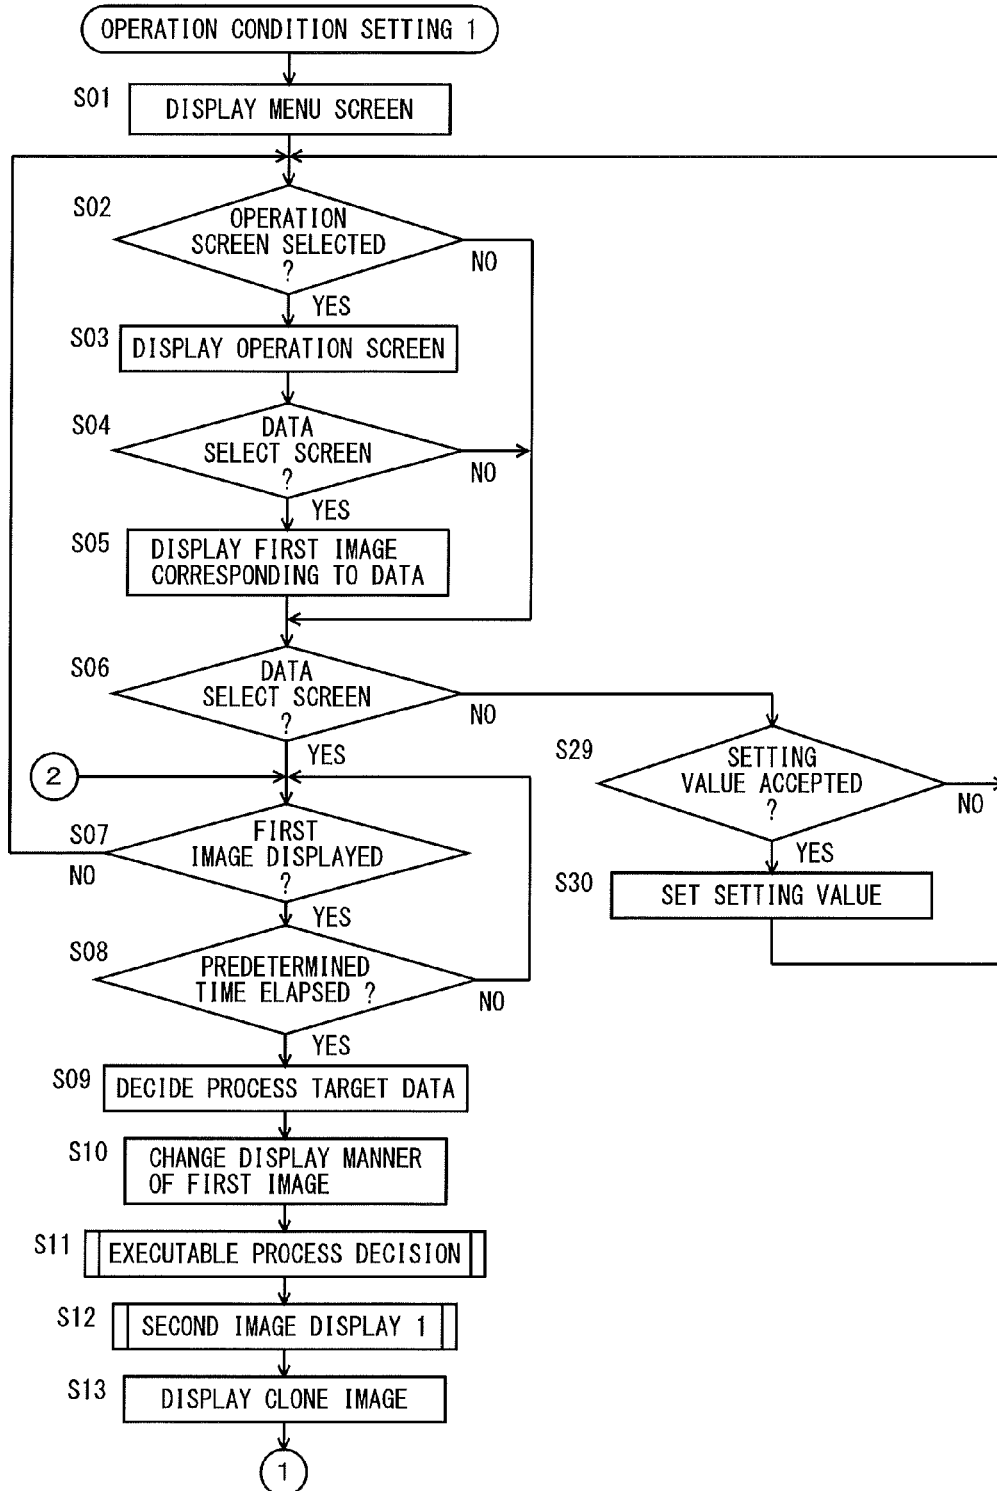 OPERATION CONDITION SETTING 1
S01
DISPLAY MENU SCREEN
S02
OPERATION
SCREEN SELECTED
?
NO
YES
S03
DISPLAY OPERATION SCREEN
S04
DATA
SELECT SCREEN
?
NO
YES
S05
DISPLAY FIRST IMAGE
CORRESPONDING TO DATA
S06
DATA
SELECT SCREEN
?
NO
YES
S29
SETTING
VALUE ACCEPTED
?
NO
YES
S30
SET SETTING VALUE
2
S07
FIRST
IMAGE DISPLAYED
?
NO
YES
S08
PREDETERMINED
TIME ELAPSED ?
NO
YES
S09
DECIDE PROCESS TARGET DATA
S10
CHANGE DISPLAY MANNER
OF FIRST IMAGE
S11
EXECUTABLE PROCESS DECISION
S12
SECOND IMAGE DISPLAY 1
S13
DISPLAY CLONE IMAGE
1